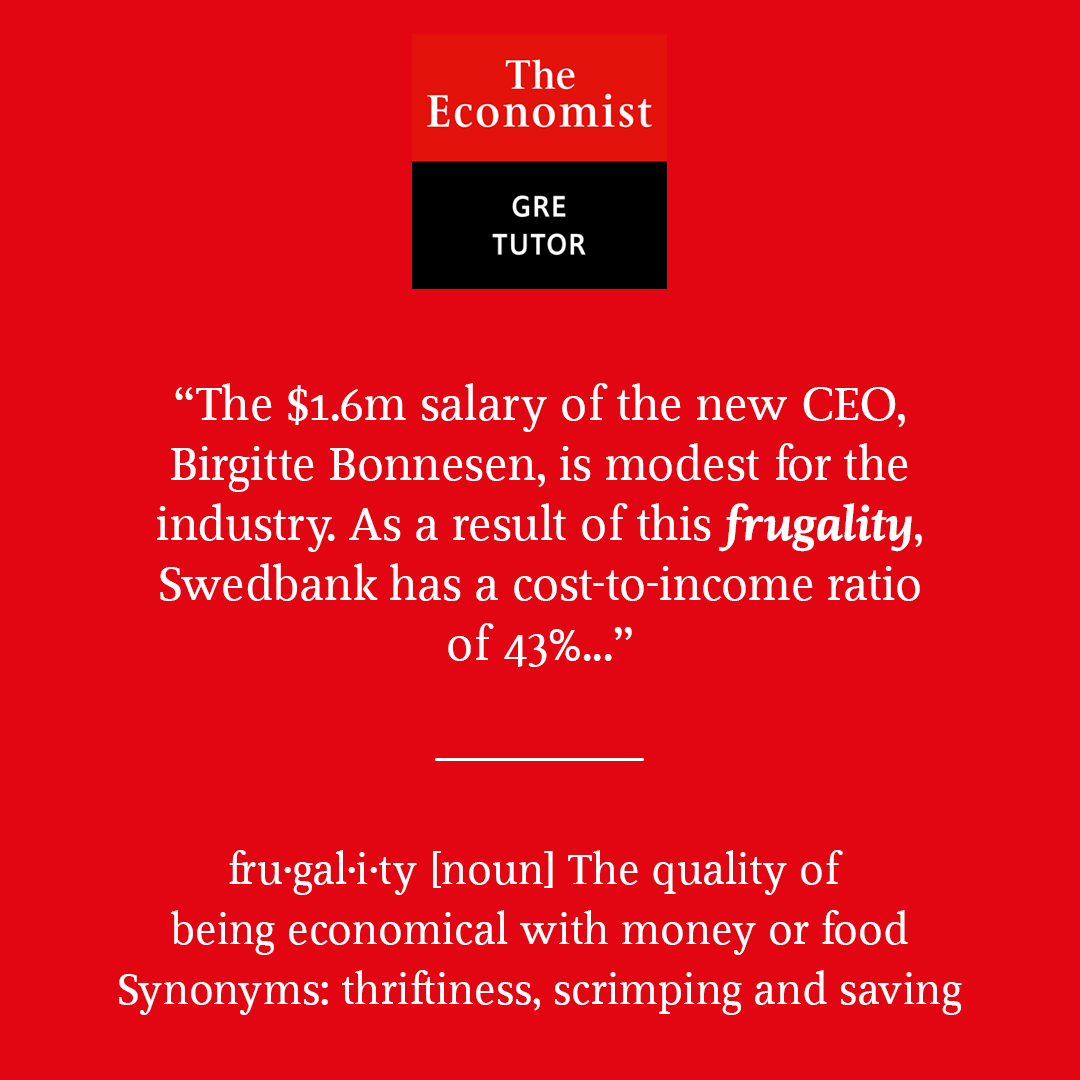 The
Economist
GRE
TUTOR
“The $1.6m salary of the new CEO,
Birgitte Bonnesen, is modest for the
industry. As a result of this frugality,
Swedbank has a cost-to-income ratio
of 43%...”
fru·gal·i·ty [noun] The quality of
being economical with money or food
Synonyms: thriftiness, scrimping and saving